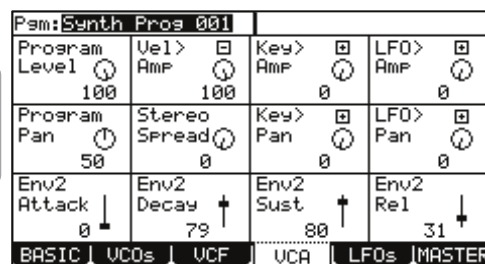 Pgm:Synth Prog 001
Program Level 100
Vel> Amp 100
Key> Amp 0
LFO> Amp 0
Program Pan 50
Stereo Spread 0
Key> Pan 0
LFO> Pan 0
Env2 Attack 0
Env2 Decay 79
Env2 Sust 80
Env2 Rel 31
BASIC VCOs VCF VCA LFOs MASTER